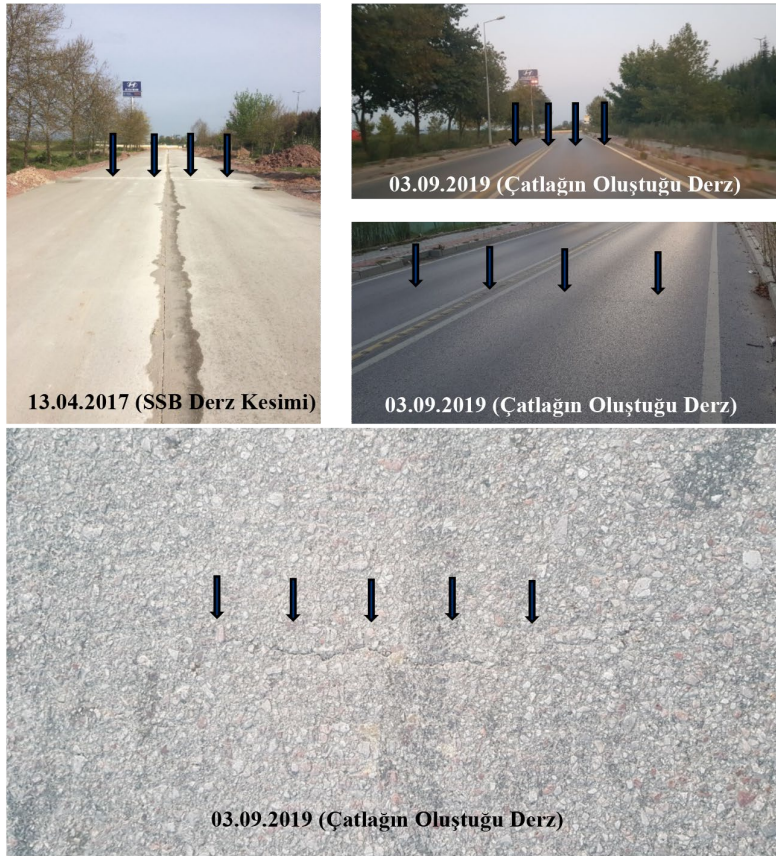 13.04.2017 (SSB Derz Kesimi)
03.09.2019 (Çatlağın Oluştuğu Derz)
03.09.2019 (Çatlağın Oluştuğu Derz)
03.09.2019 (Çatlağın Oluştuğu Derz)